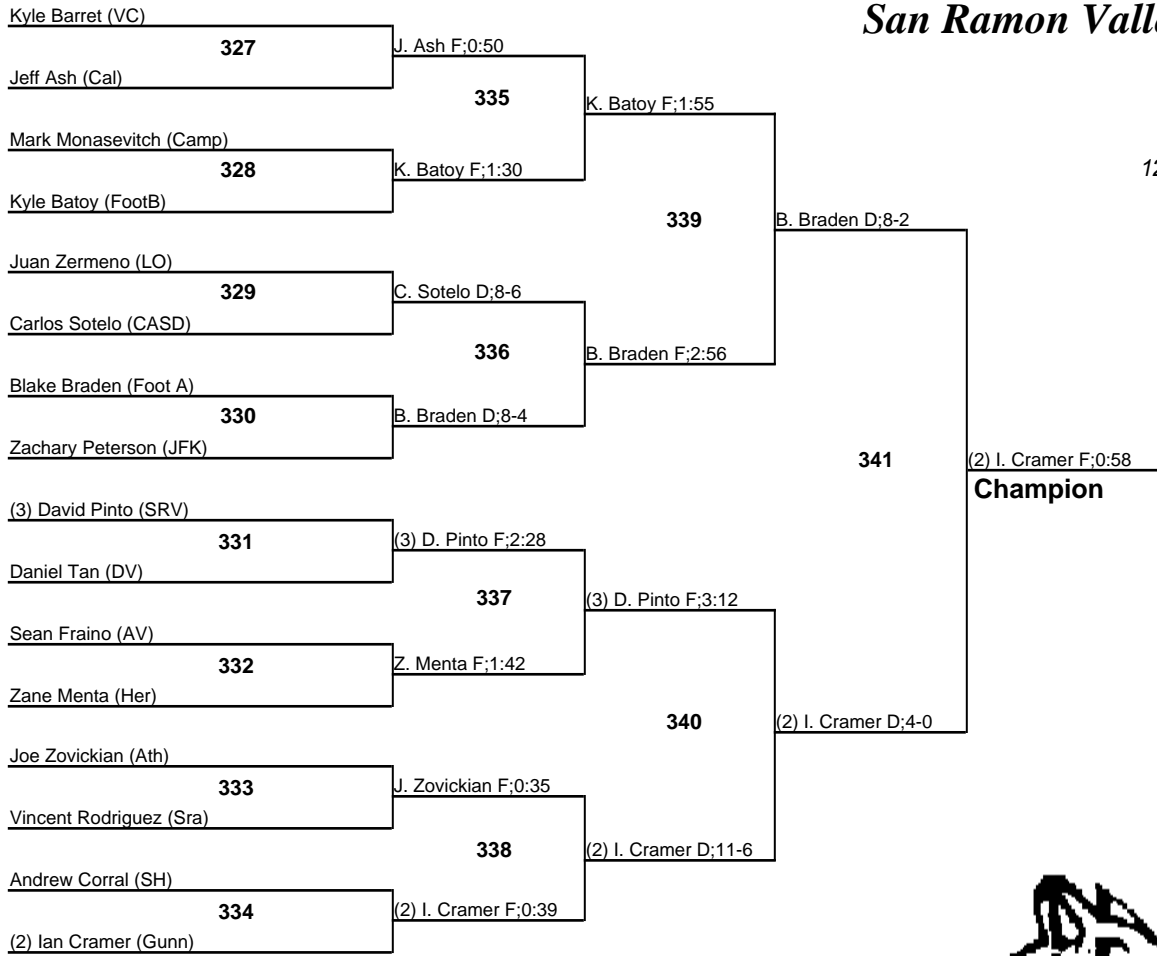 Kyle Barret (VC)
San Ramon Valle
327
J. Ash F;0:50
Jeff Ash (Cal)
335
K. Batoy F;1:55
Mark Monasevitch (Camp)
328
K. Batoy F;1:30
12
Kyle Batoy (FootB)
339
B. Braden D;8-2
Juan Zermeno (LO)
329
C. Sotelo D;8-6
Carlos Sotelo (CASD)
336
B. Braden F;2:56
Blake Braden (Foot A)
330
B. Braden D;8-4
Zachary Peterson (JFK)
341
(2) I. Cramer F;0:58
Champion
(3) David Pinto (SRV)
331
(3) D. Pinto F;2:28
Daniel Tan (DV)
337
(3) D. Pinto F;3:12
Sean Fraino (AV)
332
Z. Menta F;1:42
Zane Menta (Her)
340
(2) I. Cramer D;4-0
Joe Zovickian (Ath)
333
J. Zovickian F;0:35
Vincent Rodriguez (Sra)
338
(2) I. Cramer D;11-6
Andrew Corral (SH)
334
(2) I. Cramer F;0:39
(2) Ian Cramer (Gunn)